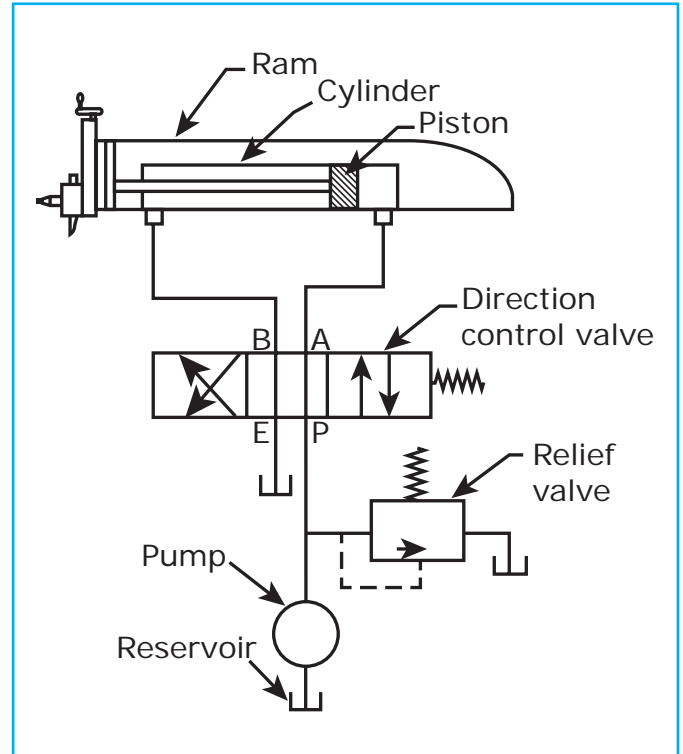 Ram
Cylinder
Piston
Direction
control valve
B
A
E
P
Relief
valve
Pump
Reservoir